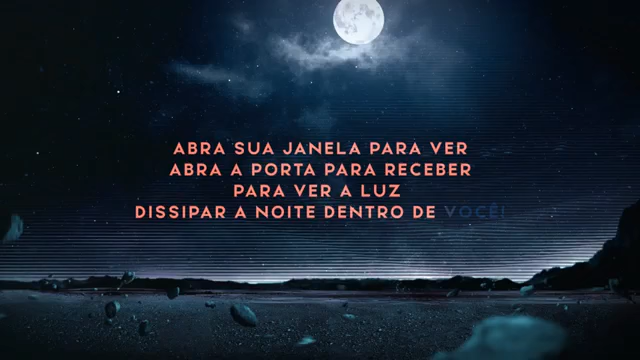 ABRA SUA JANELA PARA VER
ABRA A PORTA PARA RECEBER
PARA VER A LUZ
DISSIPAR A NOITE DENTRO DE VOCÊ!